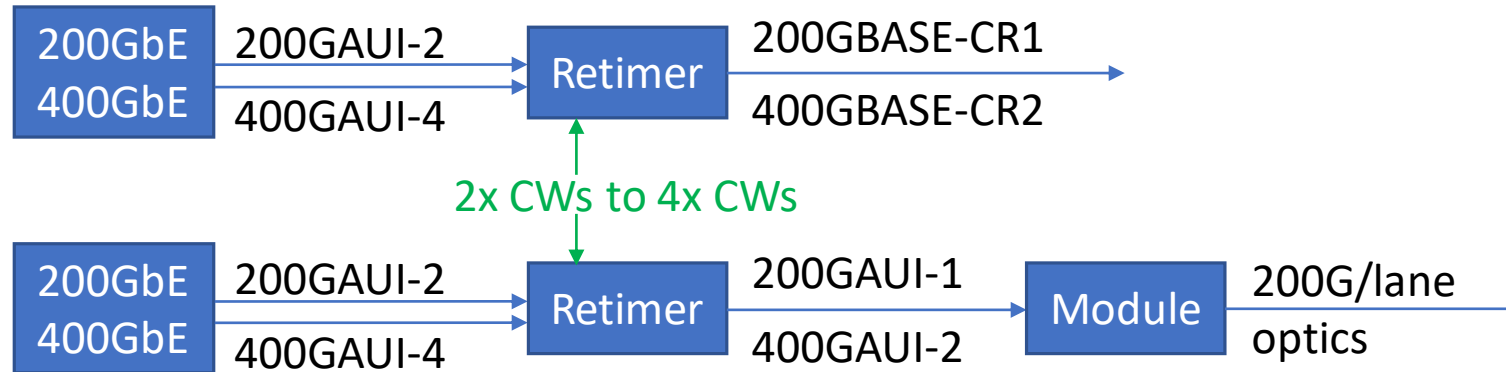 200GbE
400GbE
200GAUI-2
400GAUI-4
Retimer
200GBASE-CR1
400GBASE-CR2
2x CWs to 4x CWs
200GbE
400GbE
200GAUI-2
400GAUI-4
Retimer
200GAUI-1
400GAUI-2
Module
200G/lane
optics